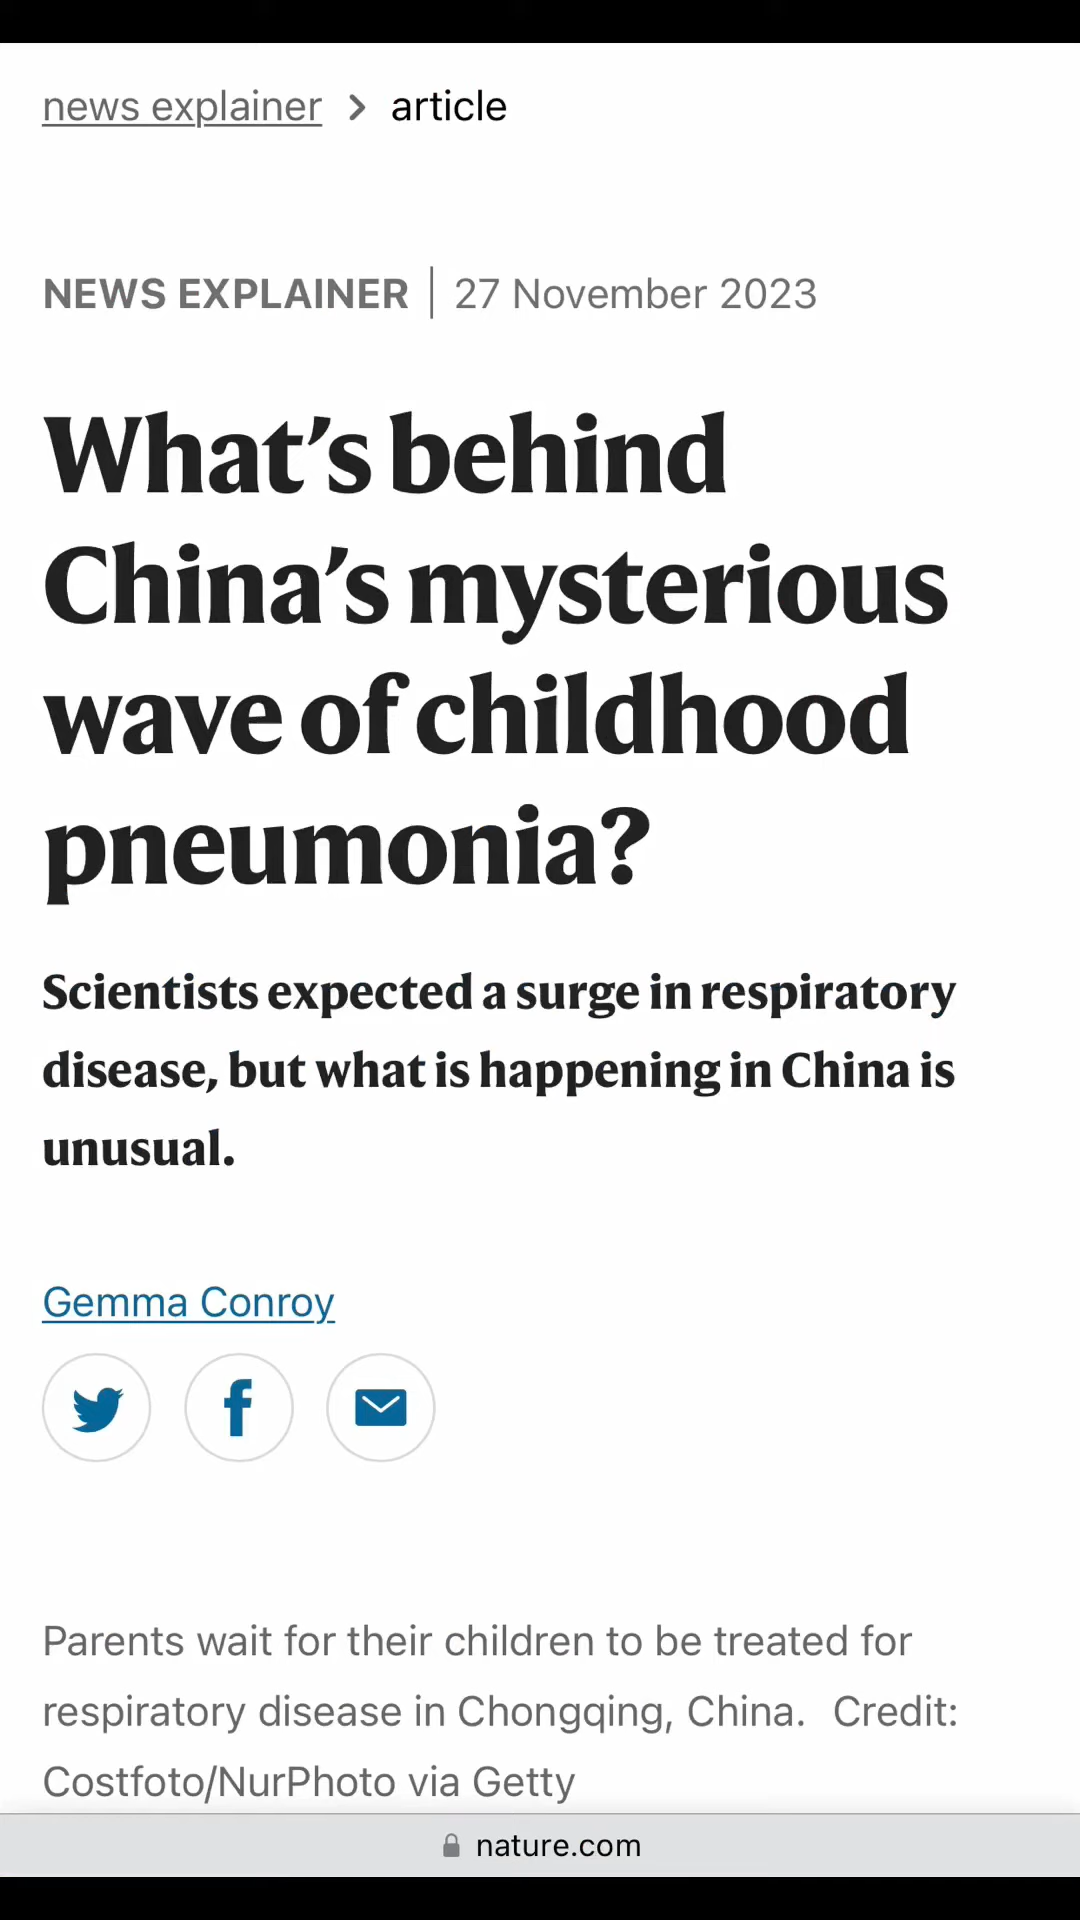 news explainer > article
NEWS EXPLAINER | 27 November 2023
What’s behind
China’s mysterious
wave of childhood
pneumonia?
Scientists expected a surge in respiratory
disease, but what is happening in China is
unusual.
Gemma Conroy
Parents wait for their children to be treated for
respiratory disease in Chongqing, China. Credit:
Costfoto/NurPhoto via Getty
nature.com